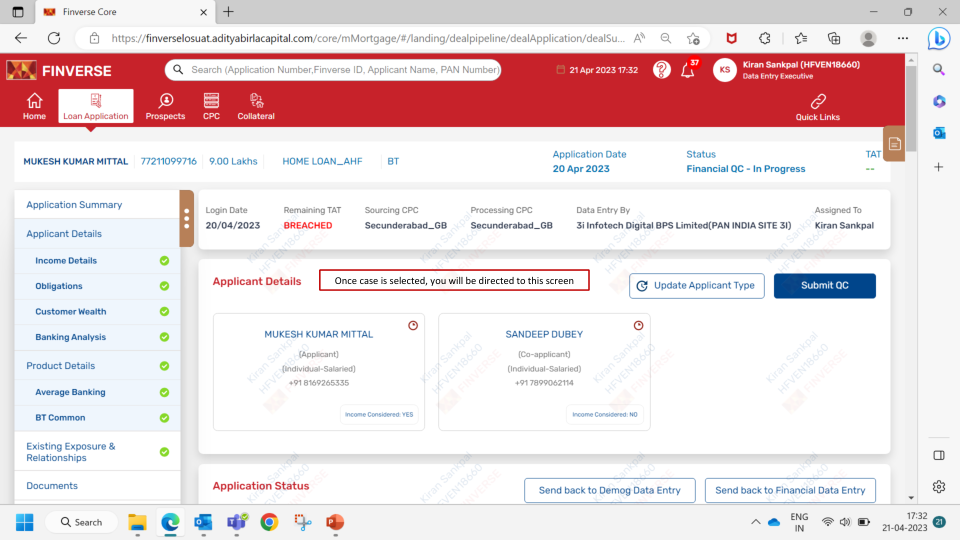 Finverse Core
https://finverselosuat.adityabirlacapital.com/core/mMortgage/#/landing/dealpipeline/dealApplication/dealSu...
FINVERSE
Search (Application Number,Finverse ID, Applicant Name, PAN Number)
21 Apr 2023 17:32
37
KS
Kiran Sankpal (HFVEN18660)
Data Entry Executive
Home
Loan Application
Prospects
CPC
Collateral
Quick Links
MUKESH KUMAR MITTAL
77211099716
9.00 Lakhs
HOME LOAN_AHF
BT
Application Date
20 Apr 2023
Status
Financial QC - In Progress
TAT
--
Application Summary
Applicant Details
Income Details
Obligations
Customer Wealth
Banking Analysis
Product Details
Average Banking
BT Common
Existing Exposure &
Relationships
Documents
Login Date
20/04/2023
Remaining TAT
BREACHED
Sourcing CPC
Secunderabad_GB
Processing CPC
Secunderabad_GB
Data Entry By
3i Infotech Digital BPS Limited(PAN INDIA SITE 3I)
Assigned To
Kiran Sankpal
Applicant Details
Once case is selected, you will be directed to this screen
Update Applicant Type
Submit QC
MUKESH KUMAR MITTAL
(Applicant)
(Individual-Salaried)
+91 8169265335
Income Considered: YES
SANDEEP DUBEY
(Co-applicant)
(Individual-Salaried)
+91 7899062114
Income Considered: NO
Application Status
Send back to Demog Data Entry
Send back to Financial Data Entry
Kiran Sankpal
HFVEN18660
FINVERSE
Search
ENG
IN
17:32
21-04-2023
21